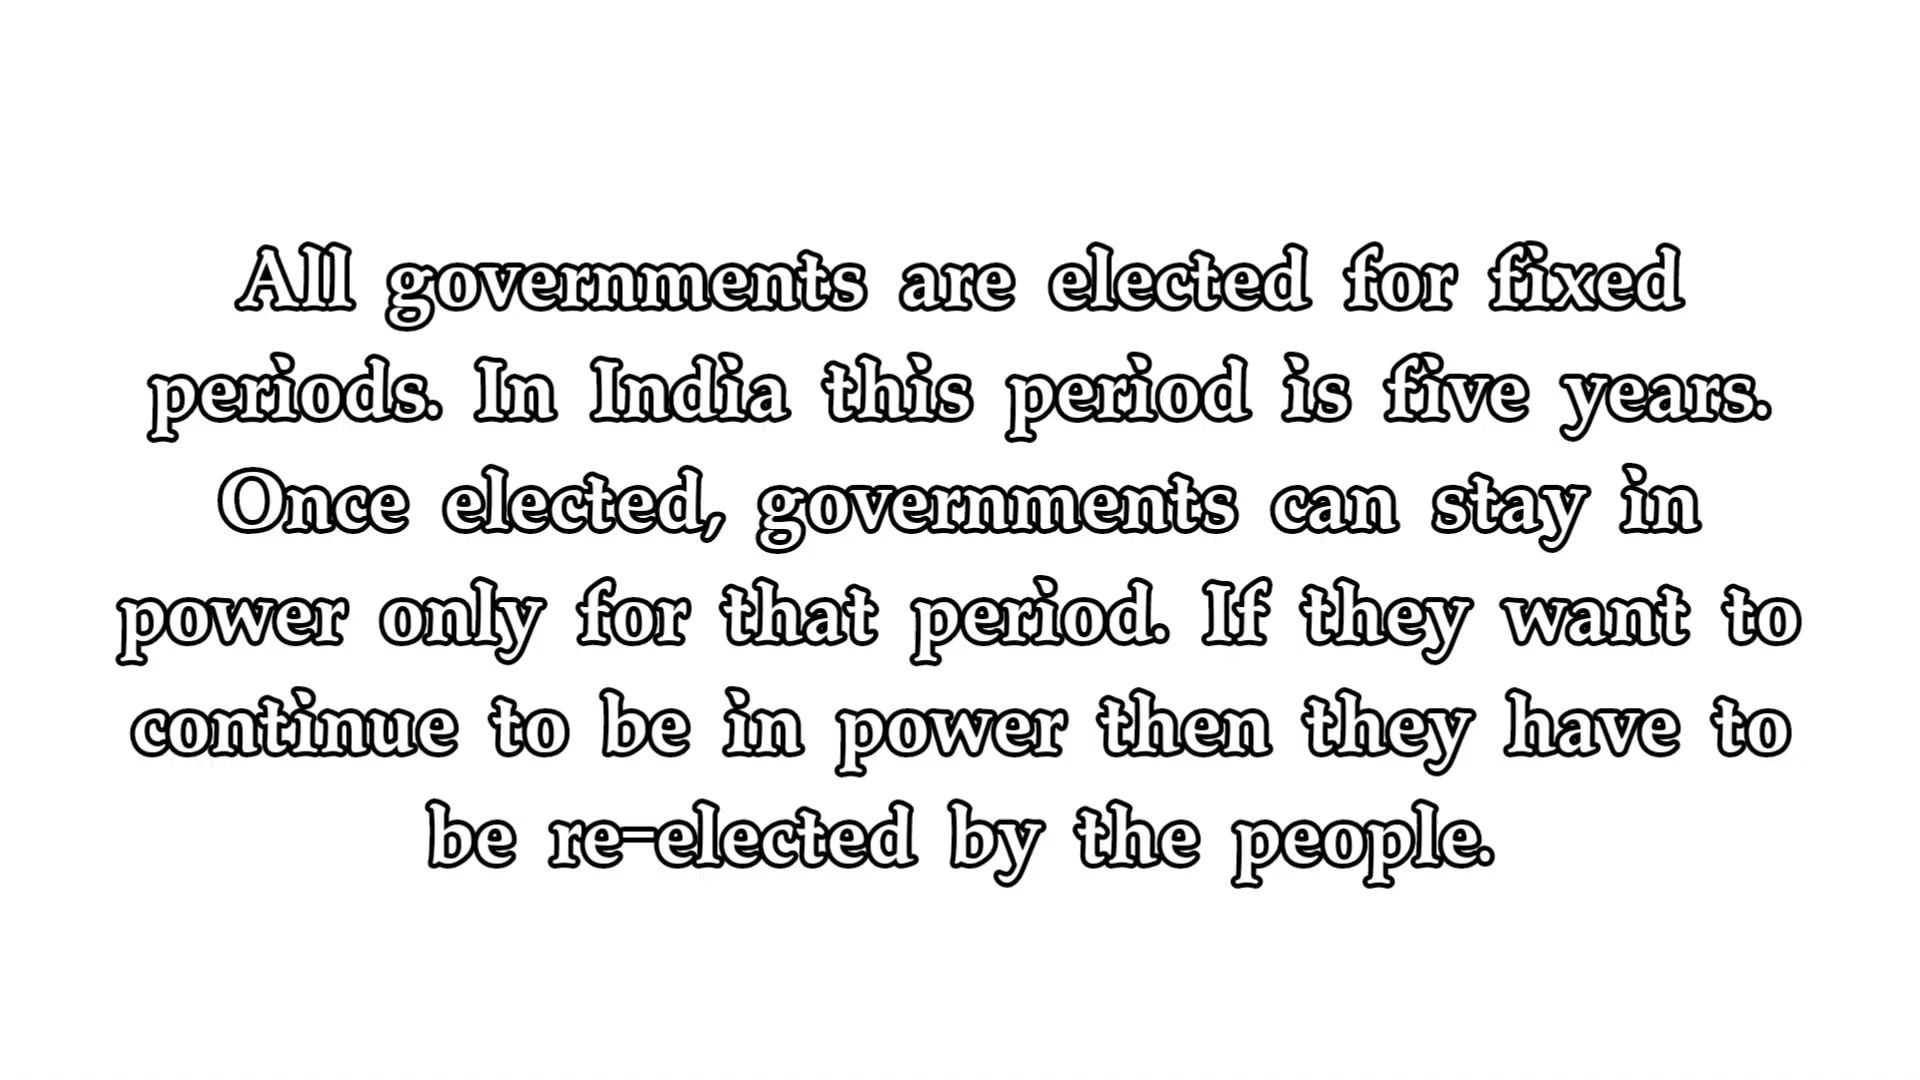 All governments are elected for fixed
periods. In India this period is five years.
Once elected, governments can stay in
power only for that period. If they want to
continue to be in power then they have to
be re-elected by the people.